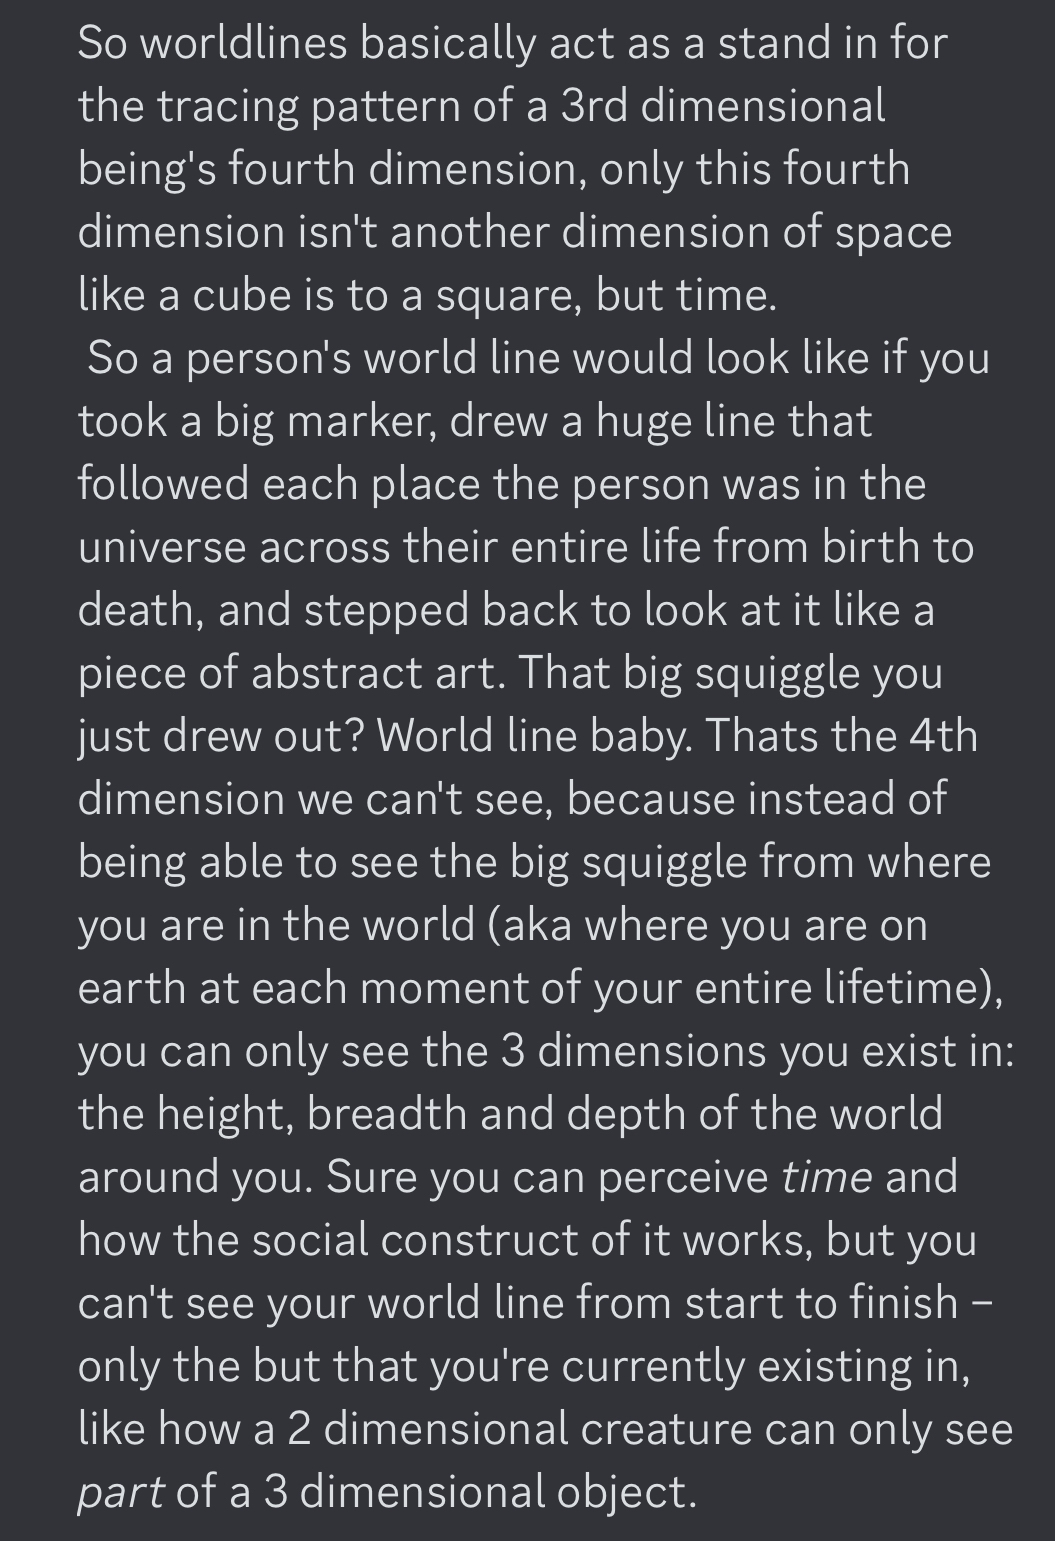 So worldlines basically act as a stand in for
the tracing pattern of a 3rd dimensional
being's fourth dimension, only this fourth
dimension isn't another dimension of space
like a cube is to a square, but time.
So a person's world line would look like if you
took a big marker, drew a huge line that
followed each place the person was in the
universe across their entire life from birth to
death, and stepped back to look at it like a
piece of abstract art. That big squiggle you
just drew out? World line baby. Thats the 4th
dimension we can't see, because instead of
being able to see the big squiggle from where
you are in the world (aka where you are on
earth at each moment of your entire lifetime),
you can only see the 3 dimensions you exist in:
the height, breadth and depth of the world
around you. Sure you can perceive time and
how the social construct of it works, but you
can't see your world line from start to finish –
only the but that you're currently existing in,
like how a 2 dimensional creature can only see
part of a 3 dimensional object.